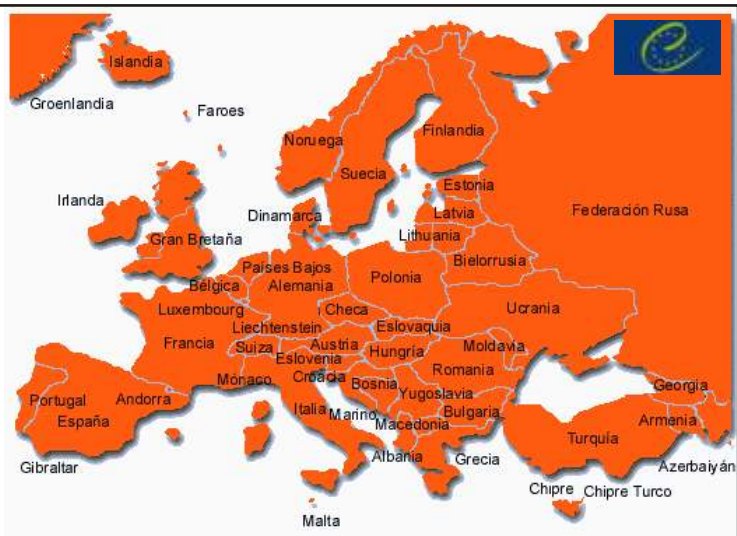 Islandia
Groenlandia
Faroes
Noruega
Finlandia
Suecia
Estonia
Irlanda
Dinamarca
Latvia
Federación Rusa
Gran Bretaña
Lithuania
Bielorrusia
Países Bajos
Polonia
Bélgica
Alemania
Luxembourg
Checa
Ucrania
Liechtenstein
Eslovaquia
Francia
Suiza
Austria
Hungría
Moldavia
Eslovenia
Romania
Mónaco
Croacia
Bosnia
Georgia
Portugal
Andorra
Yugoslavia
Italia
Marino
Bulgaria
España
Macedonia
Armenia
Turquía
Gibraltar
Albania
Grecia
Azerbaiyán
Chipre
Chipre Turco
Malta